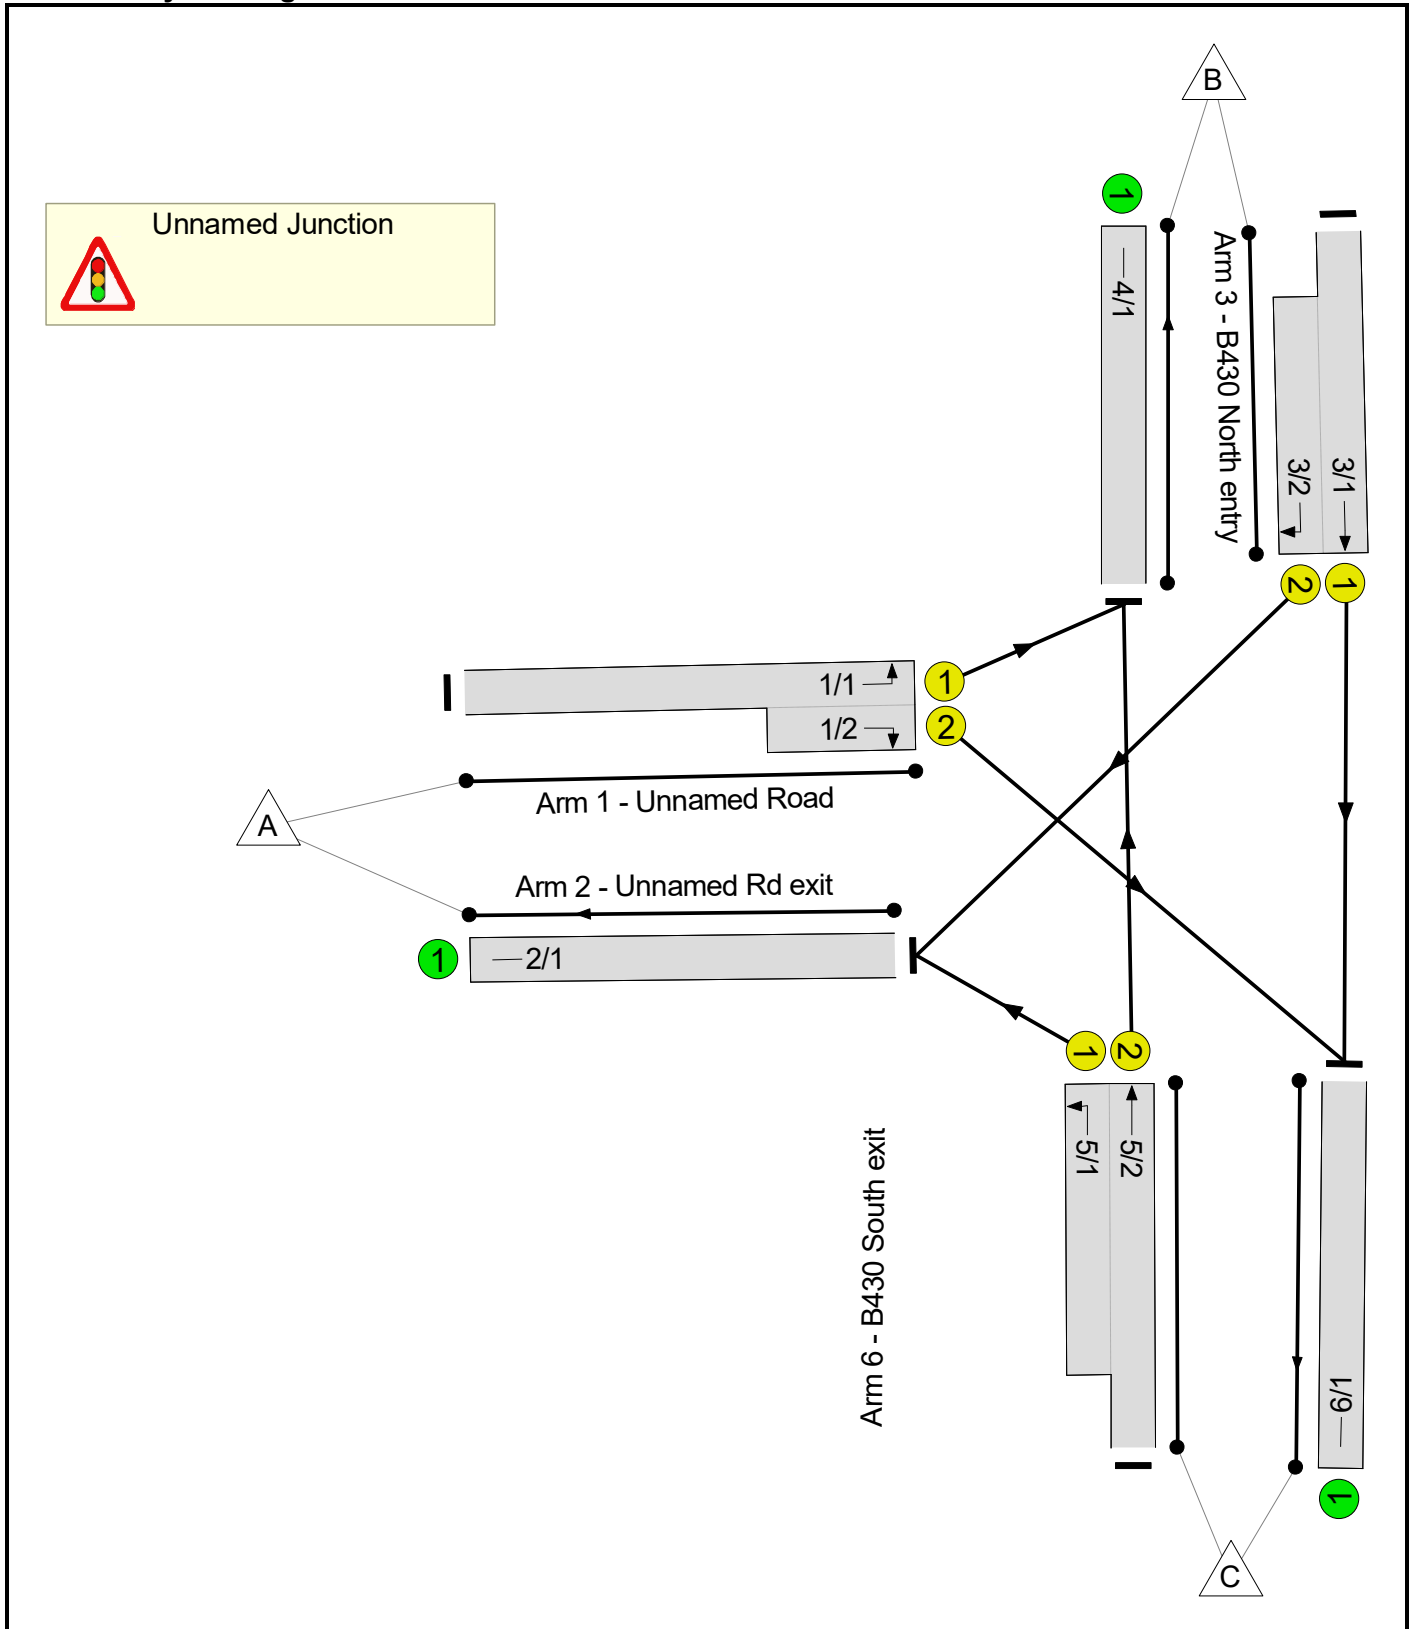 B
1
Unnamed Junction
4/1
Arm 3 - B430 North entry
3/2
3/1
2
1
1/1
1
1/2
2
Arm 1 - Unnamed Road
A
Arm 2 - Unnamed Rd exit
1
2/1
1
2
5/1
5/2
Arm 6 - B430 South exit
6/1
1
C